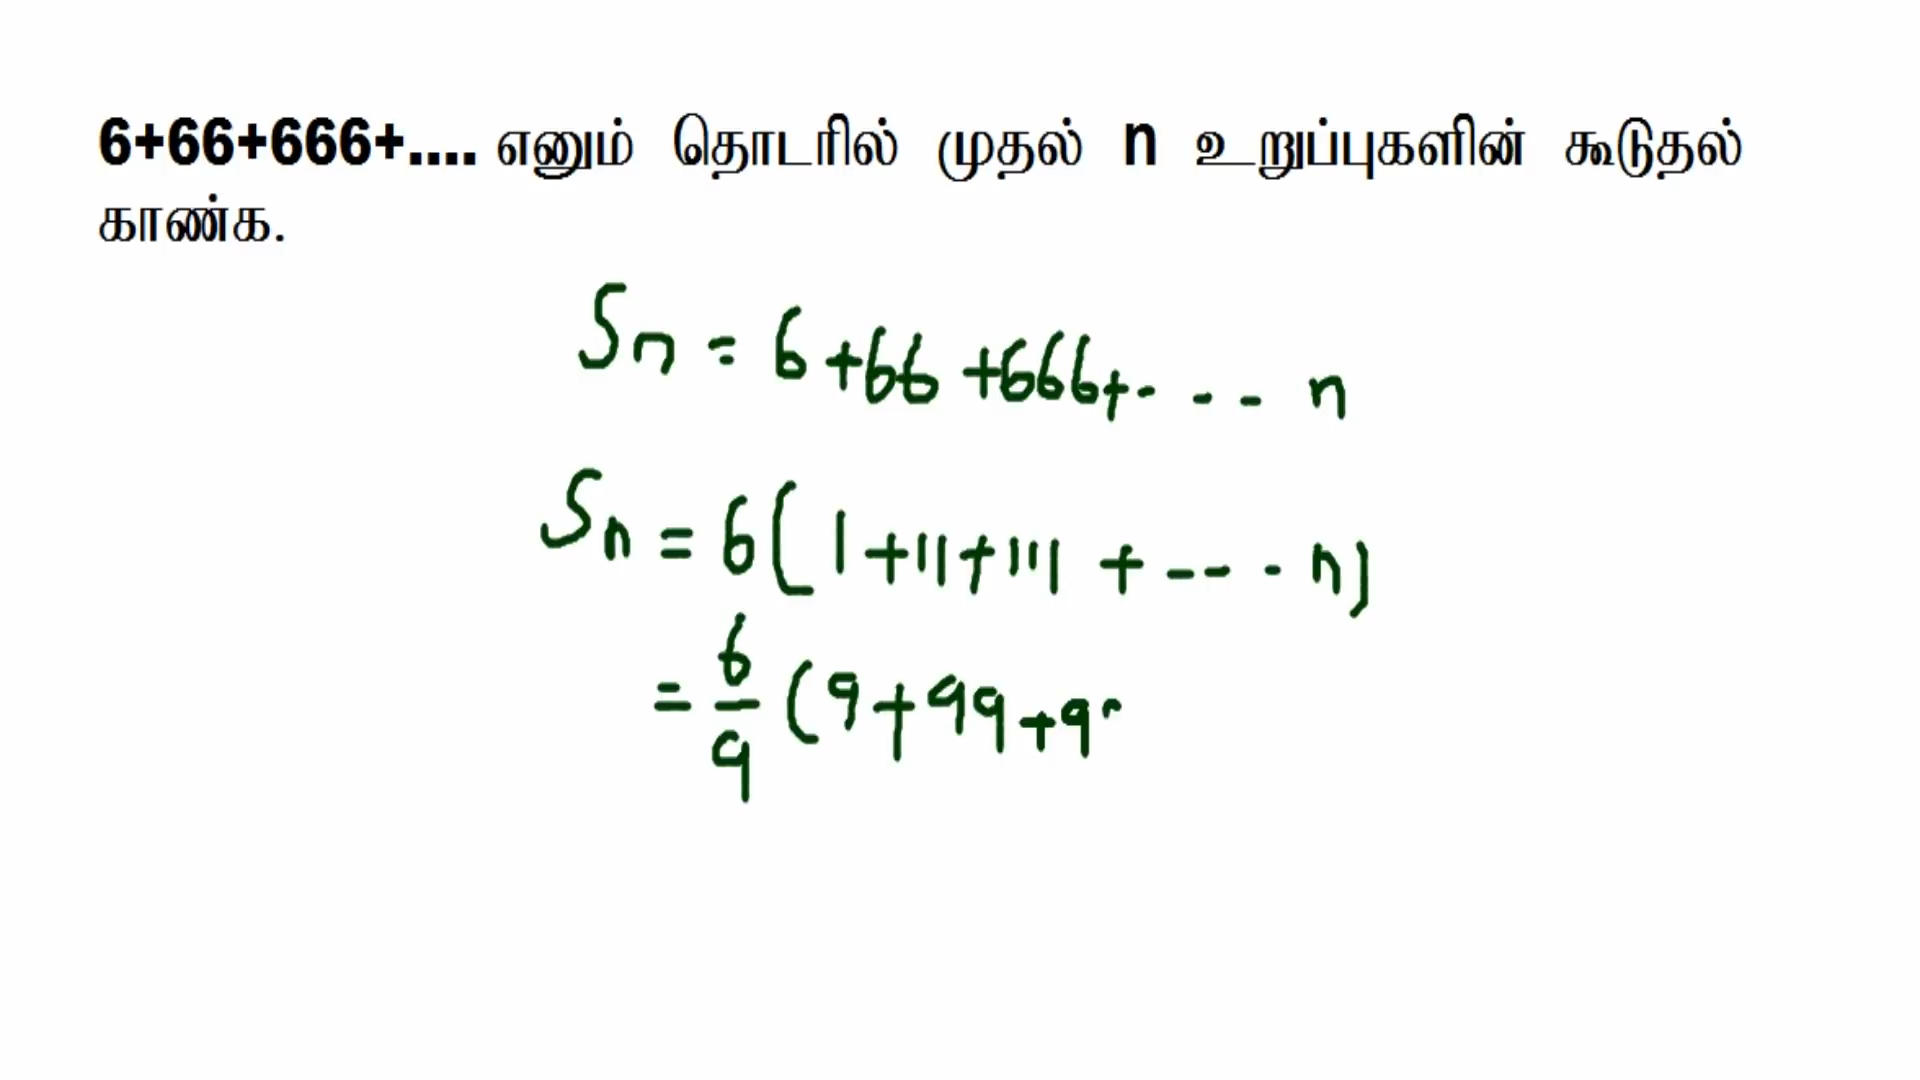 6+66+666+.... எனும் தொடரில் முதல் n உறுப்புகளின் கூடுதல்
காண்க.
Sn = 6+66+666+- - - n
Sn = 6(1+11+111+--- n)
= 6/9 (9+99+9